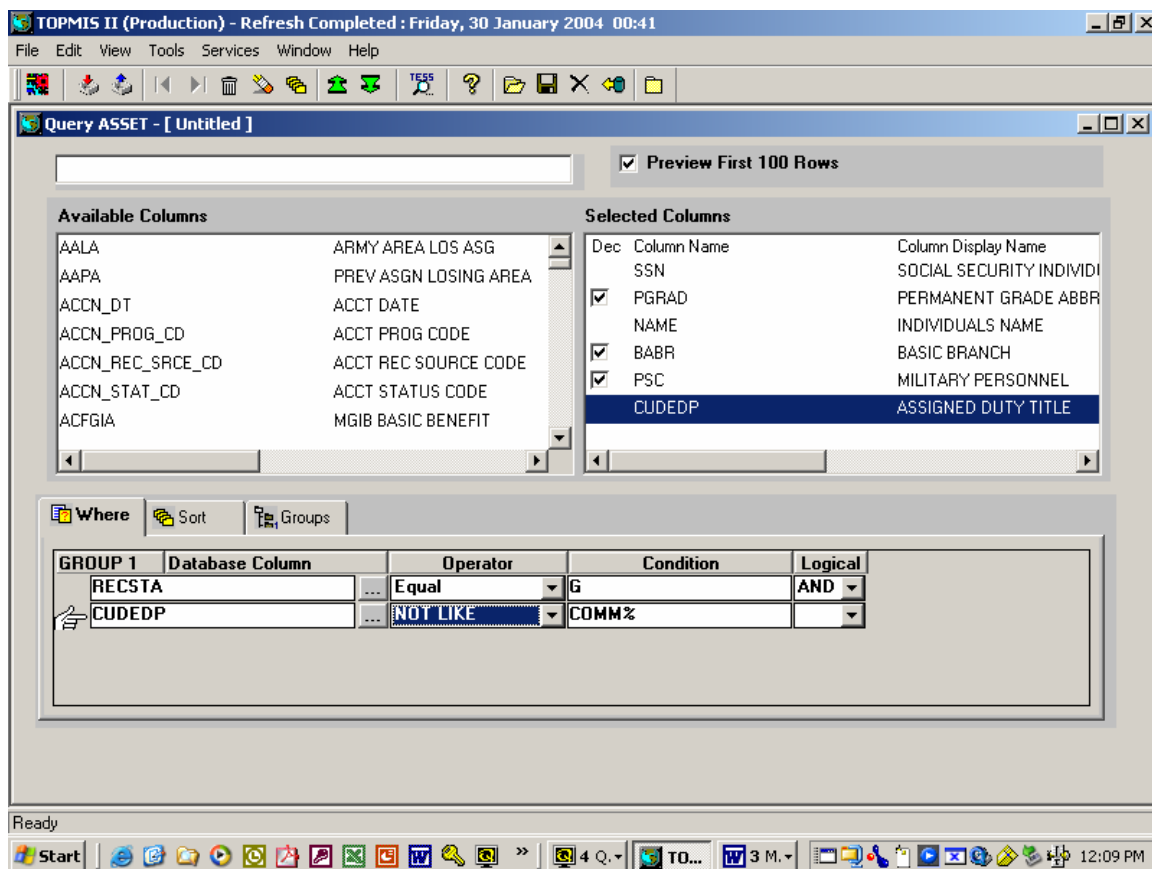 TOPMIS II (Production) - Refresh Completed : Friday, 30 January 2004 00:41
File Edit View Tools Services Window Help
TESS
Query ASSET - [ Untitled ]
Preview First 100 Rows
Available Columns
AALA ARMY AREA LOS ASG
AAPA PREV ASGN LOSING AREA
ACCN_DT ACCT DATE
ACCN_PROG_CD ACCT PROG CODE
ACCN_REC_SRCE_CD ACCT REC SOURCE CODE
ACCN_STAT_CD ACCT STATUS CODE
ACFGIA MGIB BASIC BENEFIT
Selected Columns
Dec Column Name Column Display Name
SSN SOCIAL SECURITY INDIVIDI
PGRAD PERMANENT GRADE ABBR
NAME INDIVIDUALS NAME
BABR BASIC BRANCH
PSC MILITARY PERSONNEL
CUDEDP ASSIGNED DUTY TITLE
Where Sort Groups
GROUP 1 Database Column Operator Condition Logical
RECSTA ... Equal G AND
CUDEDP ... NOT LIKE COMM%
Ready
Start » 4 Q. TO... W 3 M. 12:09 PM